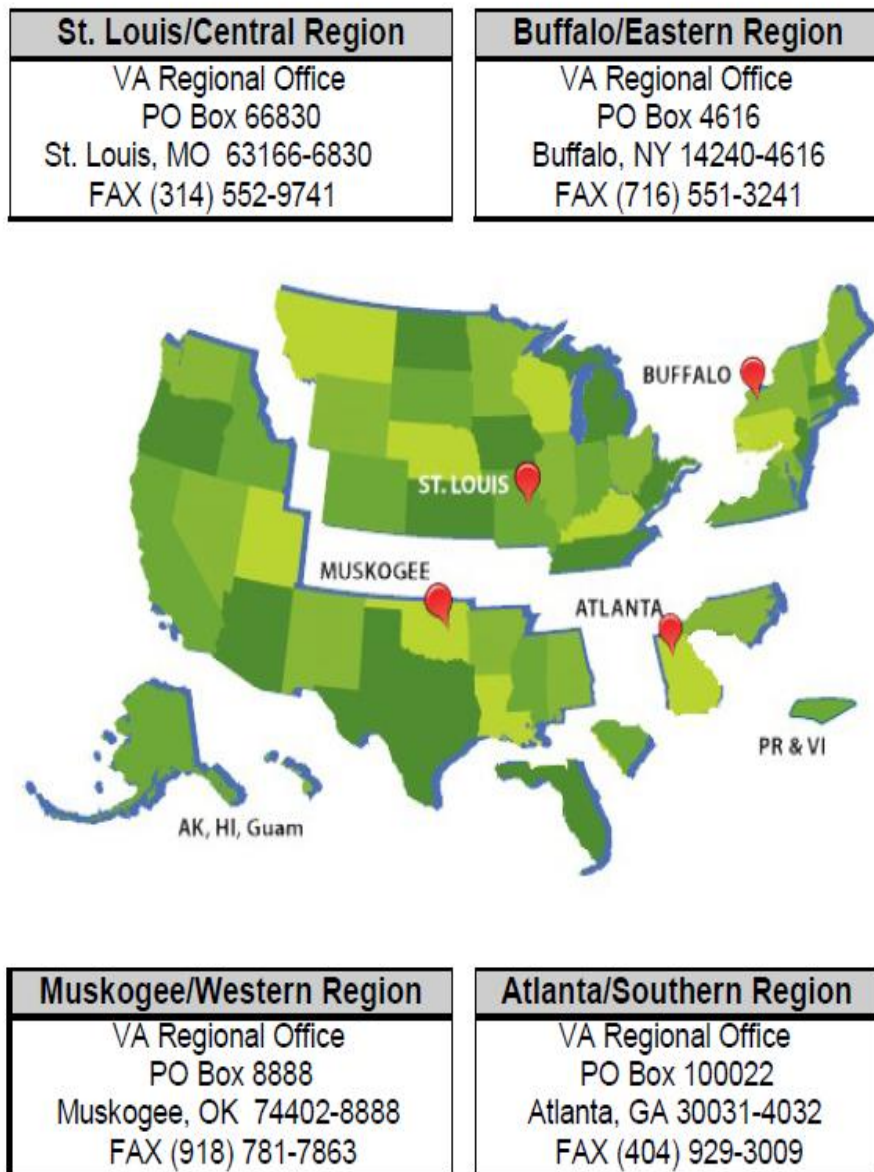 St. Louis/Central Region
VA Regional Office
PO Box 66830
St. Louis, MO  63166-6830
FAX (314) 552-9741
Buffalo/Eastern Region
VA Regional Office
PO Box 4616
Buffalo, NY 14240-4616
FAX (716) 551-3241
BUFFALO
ST. LOUIS
MUSKOGEE
ATLANTA
PR & VI
AK, HI, Guam
Muskogee/Western Region
VA Regional Office
PO Box 8888
Muskogee, OK  74402-8888
FAX (918) 781-7863
Atlanta/Southern Region
VA Regional Office
PO Box 100022
Atlanta, GA 30031-4032
FAX (404) 929-3009